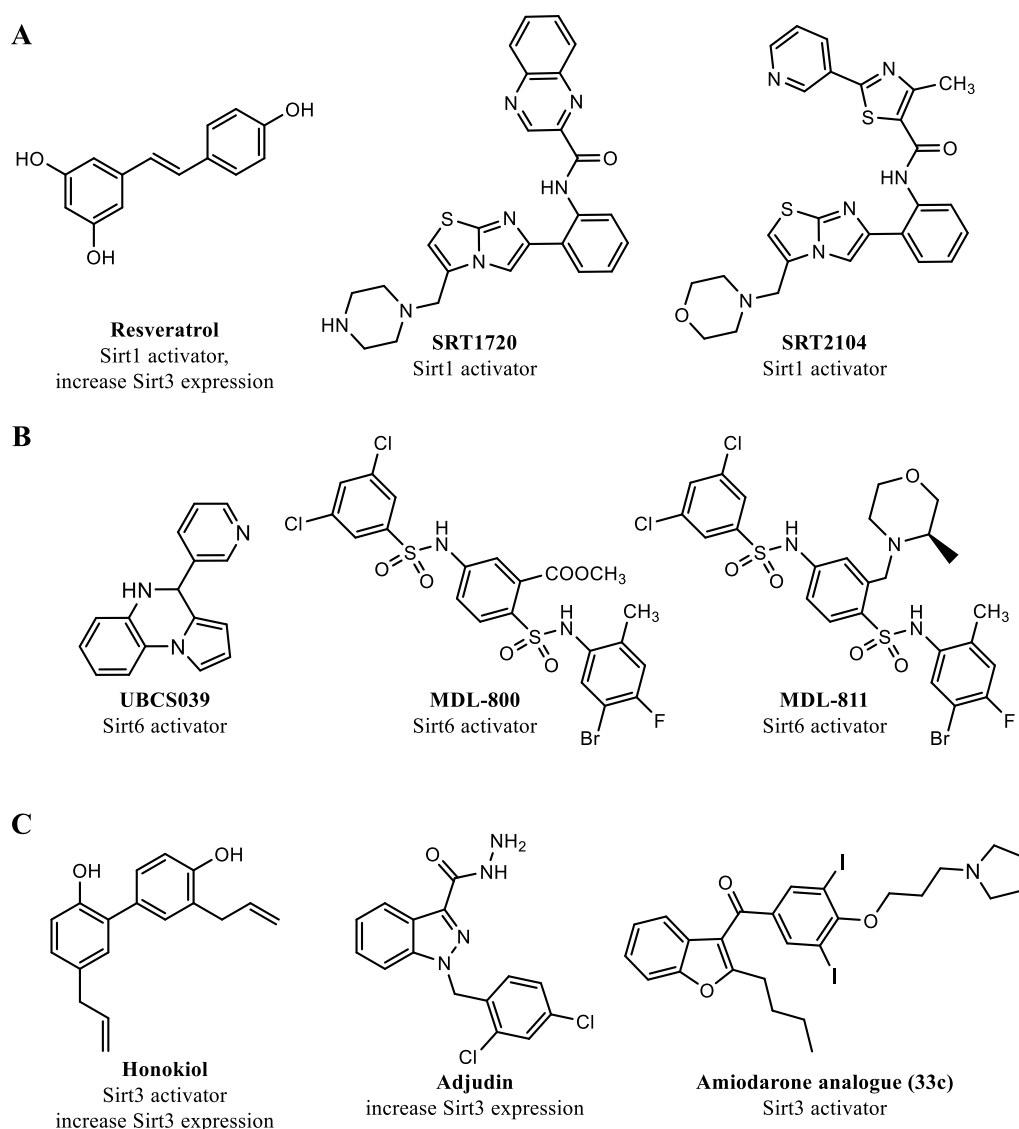 A
OH
HO
OH
Resveratrol
Sirt1 activator,
increase Sirt3 expression
N
N
O
HN
S
N
N
N
HN
SRT1720
Sirt1 activator
N
N
S
CH3
O
HN
S
N
N
N
O
SRT2104
Sirt1 activator
B
N
HN
N
UBCS039
Sirt6 activator
Cl
Cl
H
N
S
O
O
COOCH3
H
N
S
O
O
CH3
F
Br
MDL-800
Sirt6 activator
Cl
Cl
H
N
S
O
O
O
N
H
N
S
O
O
CH3
F
Br
MDL-811
Sirt6 activator
C
OH
OH
Honokiol
Sirt3 activator
increase Sirt3 expression
NH2
O
NH
N
N
Cl
Cl
Adjudin
increase Sirt3 expression
O
I
N
O
I
O
Amiodarone analogue (33c)
Sirt3 activator